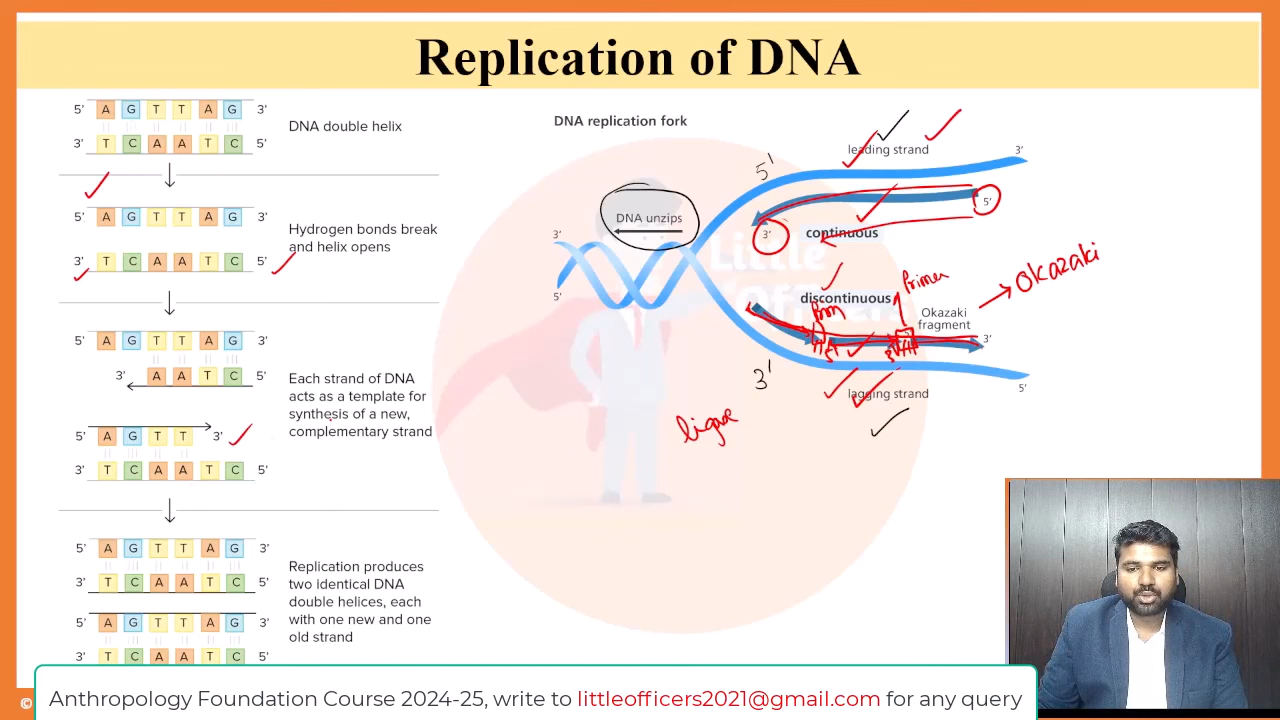 Replication of DNA
5' A G T T A G 3'
3' T C A A T C 5'
DNA double helix
5' A G T T A G 3'
3' T C A A T C 5'
Hydrogen bonds break
and helix opens
5' A G T T A G 3'
3' A A T C 5'
5' A G T T 3'
3' T C A A T C 5'
Each strand of DNA
acts as a template for
synthesis of a new,
complementary strand
5' A G T T A G 3'
3' T C A A T C 5'
5' A G T T A G 3'
3' T C A A T C 5'
Replication produces
two identical DNA
double helices, each
with one new and one
old strand
DNA replication fork
leading strand
3'
5'
5'
DNA unzips
3'
continuous
3'
5'
Little
discontinuous
Primer
Okazaki
Okazaki
fragment
3'
3'
lagging strand
5'
ligase
Anthropology Foundation Course 2024-25, write to littleofficers2021@gmail.com for any query
©